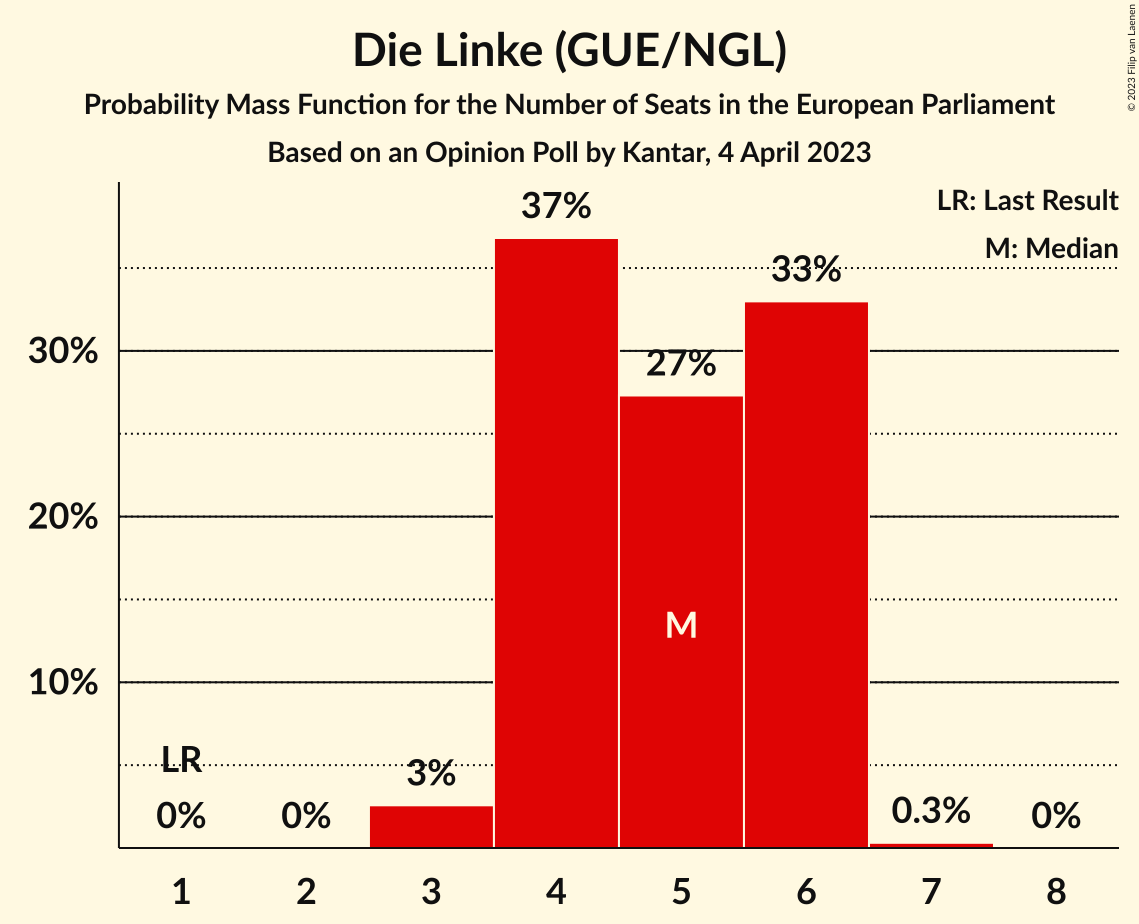 Die Linke (GUE/NGL)
Probability Mass Function for the Number of Seats in the European Parliament
Based on an Opinion Poll by Kantar, 4 April 2023
© 2023 Filip van Laenen
LR: Last Result
M: Median
37%
33%
30%
27%
20%
M
10%
LR
3%
0%
0%
0.3%
0%
1
2
3
4
5
6
7
8